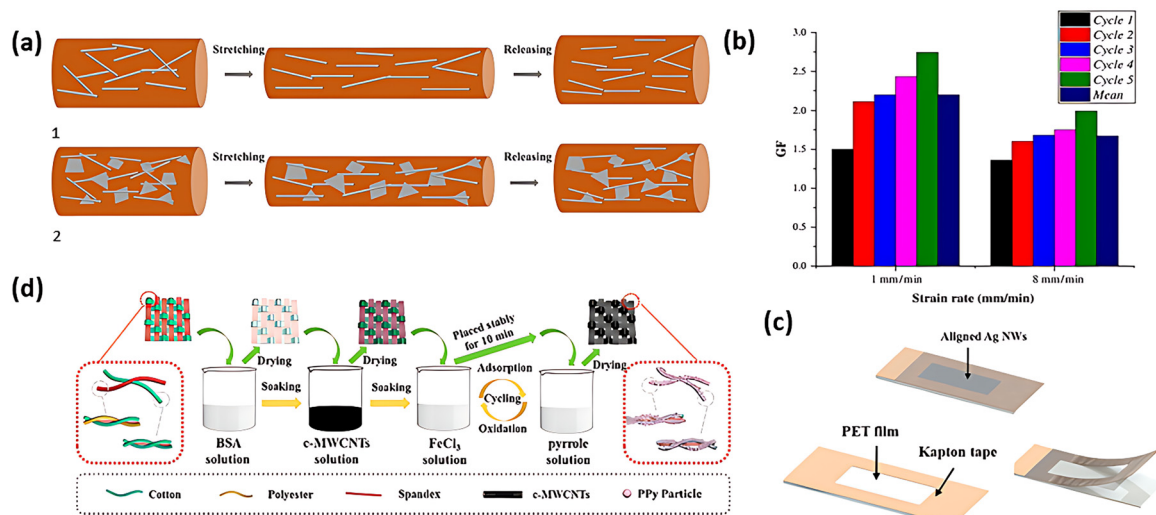 (a)
Stretching
Releasing
1
Stretching
Releasing
2
(b)
Cycle 1
Cycle 2
Cycle 3
Cycle 4
Cycle 5
Mean
3.0
2.5
2.0
1.5
1.0
0.5
0.0
GF
1 mm/min
8 mm/min
Strain rate (mm/min)
(c)
Aligned Ag NWs
PET film
Kapton tape
(d)
Drying
Drying
Placed stably
for 10 min
Drying
Soaking
Soaking
Adsorption
Cycling
Oxidation
BSA
solution
c-MWCNTs
solution
FeCl3
solution
pyrrole
solution
Cotton
Polyester
Spandex
c-MWCNTs
PPy Particle